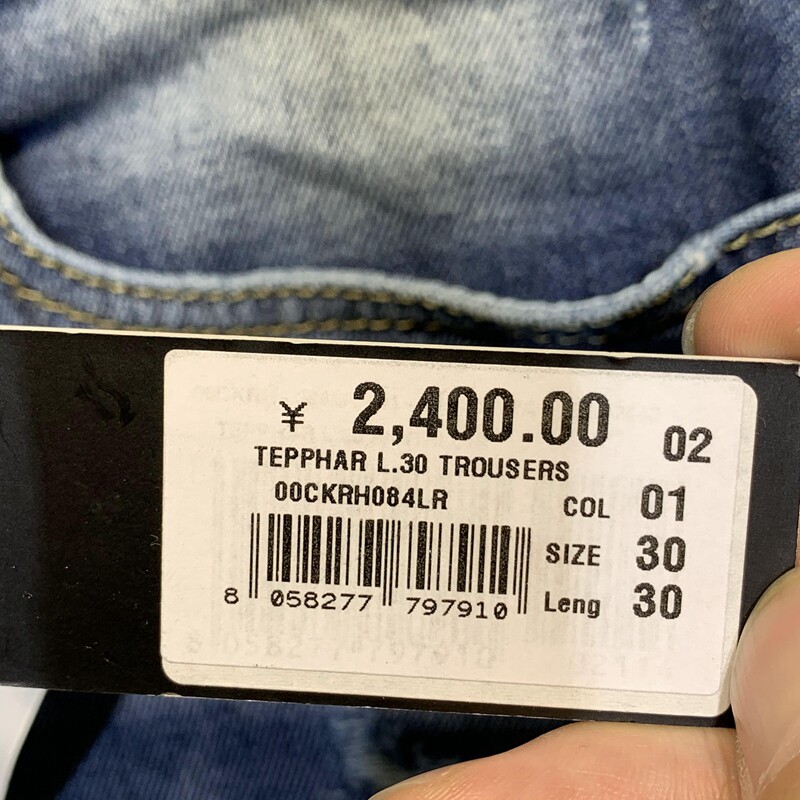 ¥ 2,400.00 02
TEPPHAR L.30 TROUSERS
00CKRH084LR
COL 01
SIZE 30
Leng 30
8 058277 797910